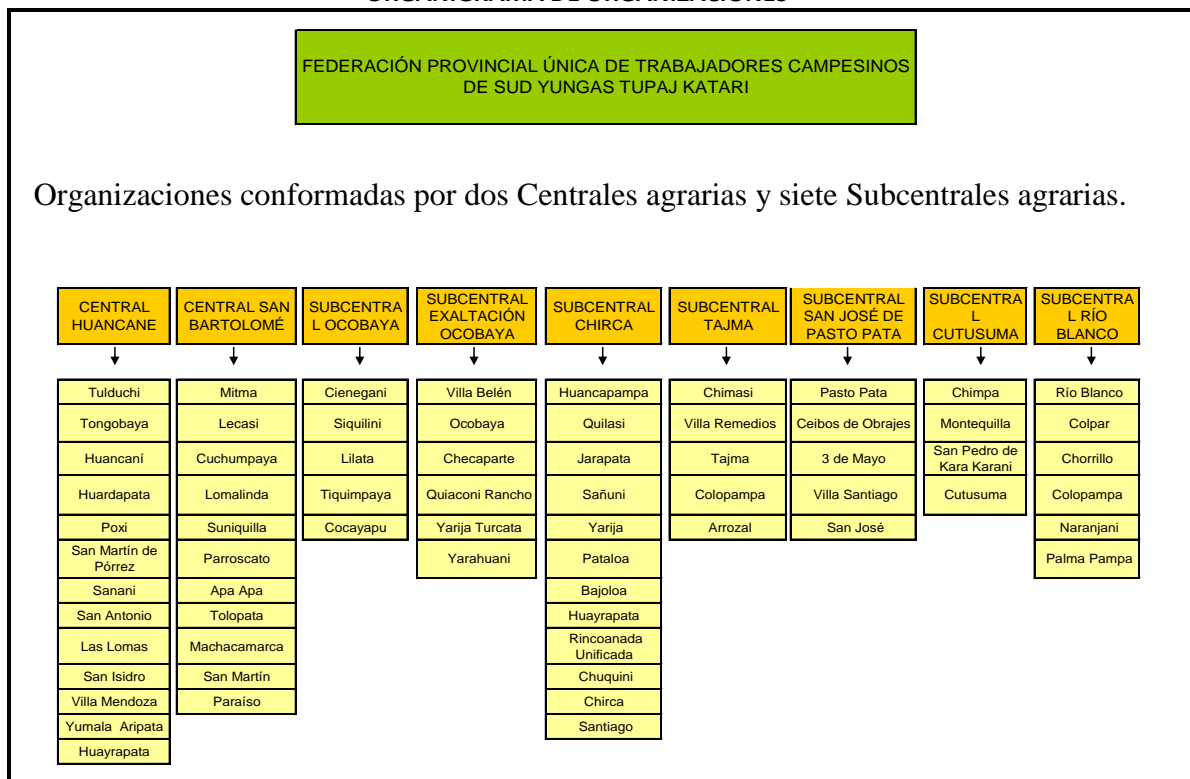 ORGANIGRAMA DE ORGANIZACIONES
FEDERACIÓN PROVINCIAL ÚNICA DE TRABAJADORES CAMPESINOS
DE SUD YUNGAS TUPAJ KATARI
Organizaciones conformadas por dos Centrales agrarias y siete Subcentrales agrarias.
CENTRAL
HUANCANE
Tulduchi
Tongobaya
Huancaní
Huardapata
Poxi
San Martín de
Pórrez
Sanani
San Antonio
Las Lomas
San Isidro
Villa Mendoza
Yumala Aripata
Huayrapata
CENTRAL SAN
BARTOLOMÉ
Mitma
Lecasi
Cuchumpaya
Lomalinda
Suniquilla
Parroscato
Apa Apa
Tolopata
Machacamarca
San Martín
Paraíso
SUBCENTRA
L OCOBAYA
Cienegani
Siquilini
Lilata
Tiquimpaya
Cocayapu
SUBCENTRAL
EXALTACIÓN
OCOBAYA
Villa Belén
Ocobaya
Checaparte
Quiaconi Rancho
Yarija Turcata
Yarahuani
SUBCENTRAL
CHIRCA
Huancapampa
Quilasi
Jarapata
Sañuni
Yarija
Pataloa
Bajoloa
Huayrapata
Rincoanada
Unificada
Chuquini
Chirca
Santiago
SUBCENTRAL
TAJMA
Chimasi
Villa Remedios
Tajma
Colopampa
Arrozal
SUBCENTRAL
SAN JOSÉ DE
PASTO PATA
Pasto Pata
Ceibos de Obrajes
3 de Mayo
Villa Santiago
San José
SUBCENTRA
L
CUTUSUMA
Chimpa
Montequilla
San Pedro de
Kara Karani
Cutusuma
SUBCENTRA
L RÍO
BLANCO
Río Blanco
Colpar
Chorrillo
Colopampa
Naranjani
Palma Pampa